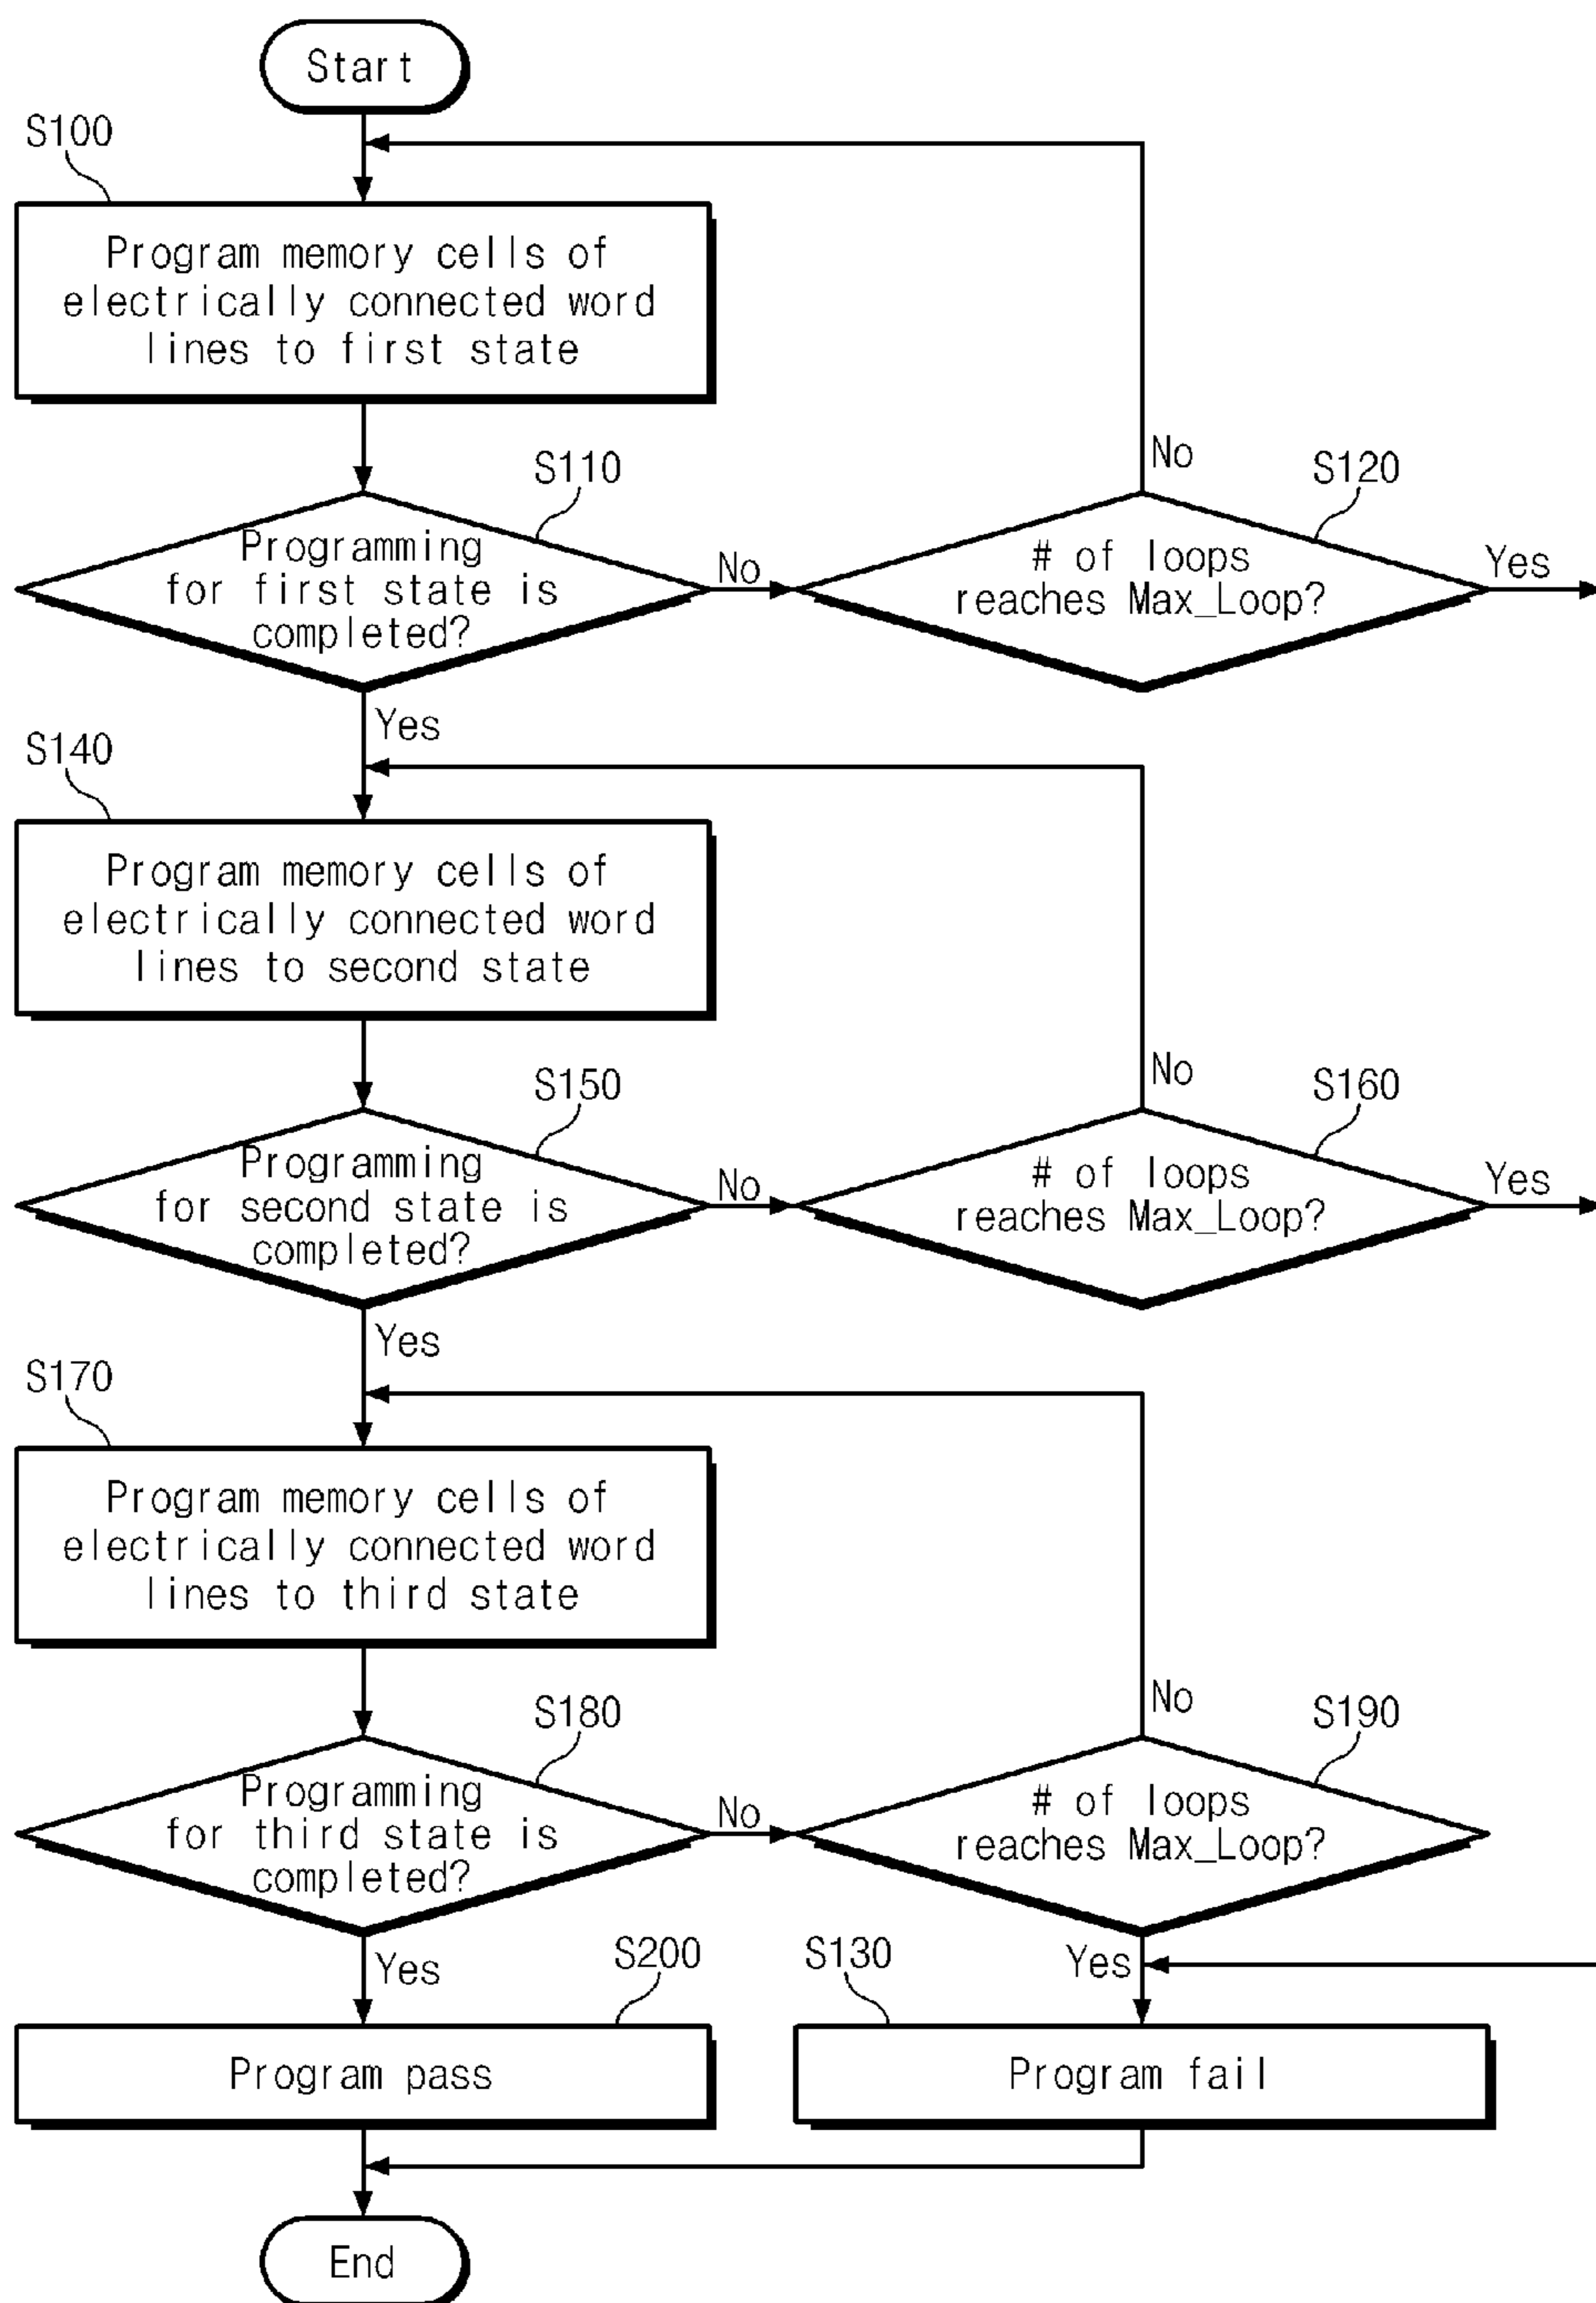 Start
S100
Program memory cells of
electrically connected word
lines to first state
No
S110
S120
Programming
for first state is
completed?
No
# of loops
reaches Max_Loop?
Yes
Yes
S140
Program memory cells of
electrically connected word
lines to second state
No
S150
S160
Programming
for second state is
completed?
No
# of loops
reaches Max_Loop?
Yes
Yes
S170
Program memory cells of
electrically connected word
lines to third state
No
S180
S190
Programming
for third state is
completed?
No
# of loops
reaches Max_Loop?
Yes
S200
S130
Yes
Program pass
Program fail
End